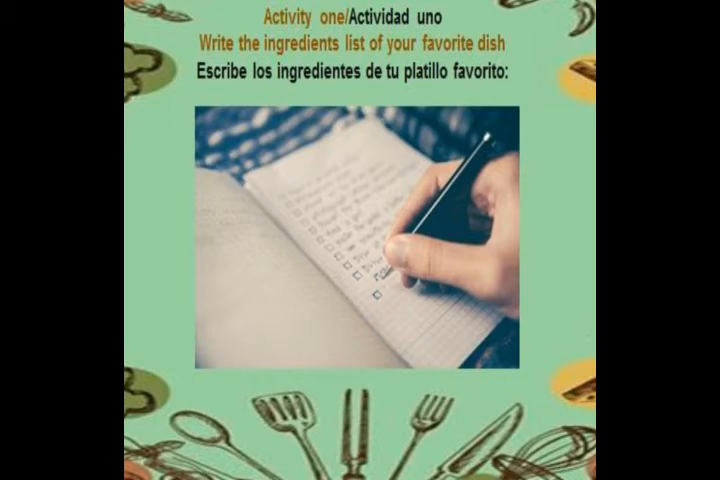 Activity one/Actividad uno
Write the ingredients list of your favorite dish
Escribe los ingredientes de tu platillo favorito: